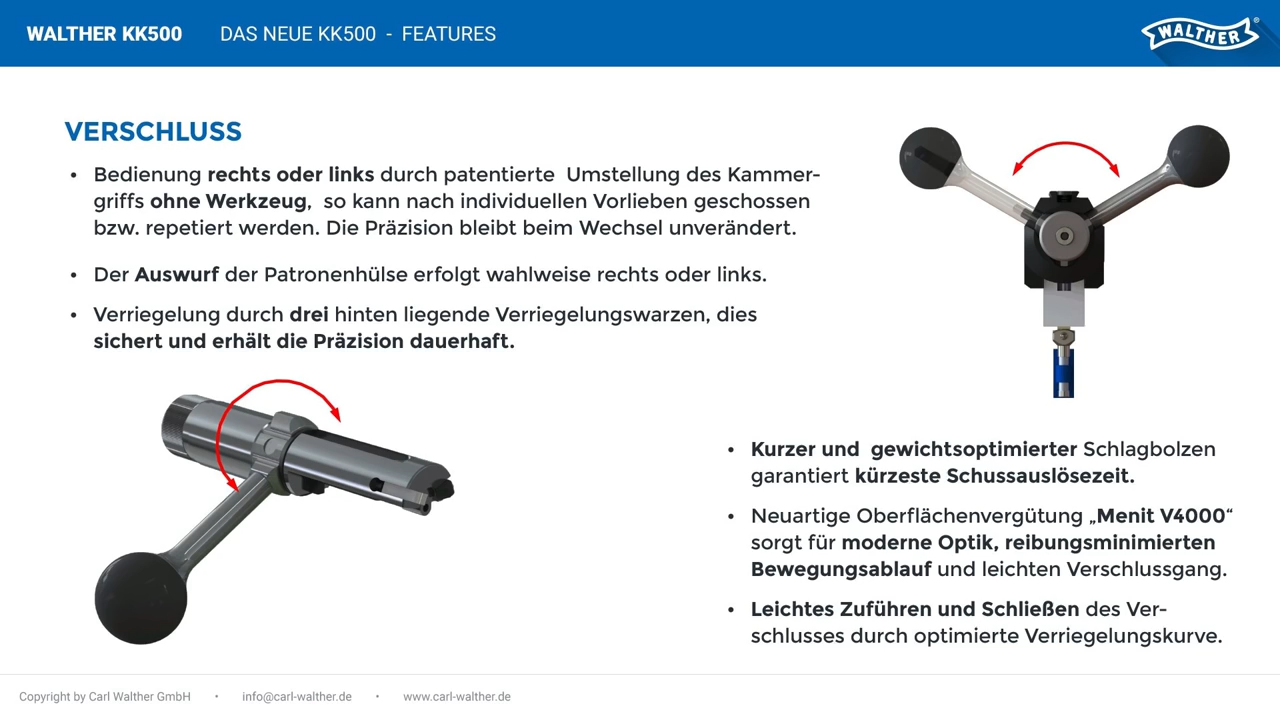 WALTHER KK500 DAS NEUE KK500 - FEATURES
WALTHER®
VERSCHLUSS
• Bedienung rechts oder links durch patentierte Umstellung des Kammer-
griffs ohne Werkzeug, so kann nach individuellen Vorlieben geschossen
bzw. repetiert werden. Die Präzision bleibt beim Wechsel unverändert.
• Der Auswurf der Patronenhülse erfolgt wahlweise rechts oder links.
• Verriegelung durch drei hinten liegende Verriegelungswarzen, dies
sichert und erhält die Präzision dauerhaft.
• Kurzer und gewichtsoptimierter Schlagbolzen
garantiert kürzeste Schussauslösezeit.
• Neuartige Oberflächenvergütung „Menit V4000“
sorgt für moderne Optik, reibungsminimierten
Bewegungsablauf und leichten Verschlussgang.
• Leichtes Zuführen und Schließen des Ver-
schlusses durch optimierte Verriegelungskurve.
Copyright by Carl Walther GmbH • info@carl-walther.de • www.carl-walther.de